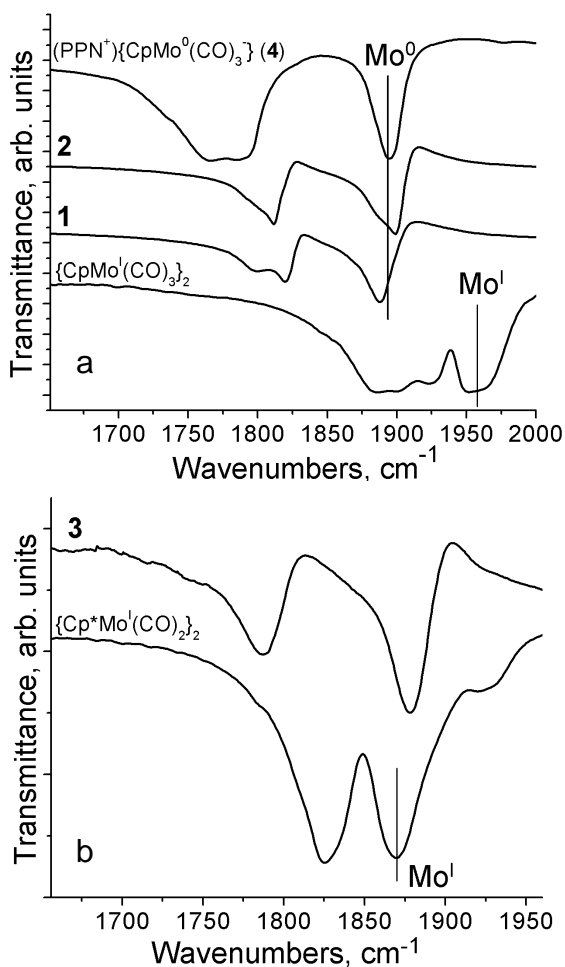 (PPN⁺){CpMo⁰(CO)₃⁻} (4)
Mo⁰
2
1
{CpMoᴵ(CO)₃}₂
Moᴵ
a
Transmittance, arb. units
1700 1750 1800 1850 1900 1950 2000
Wavenumbers, cm⁻¹
3
{Cp*Moᴵ(CO)₂}₂
Moᴵ
b
Transmittance, arb. units
1700 1750 1800 1850 1900 1950
Wavenumbers, cm⁻¹